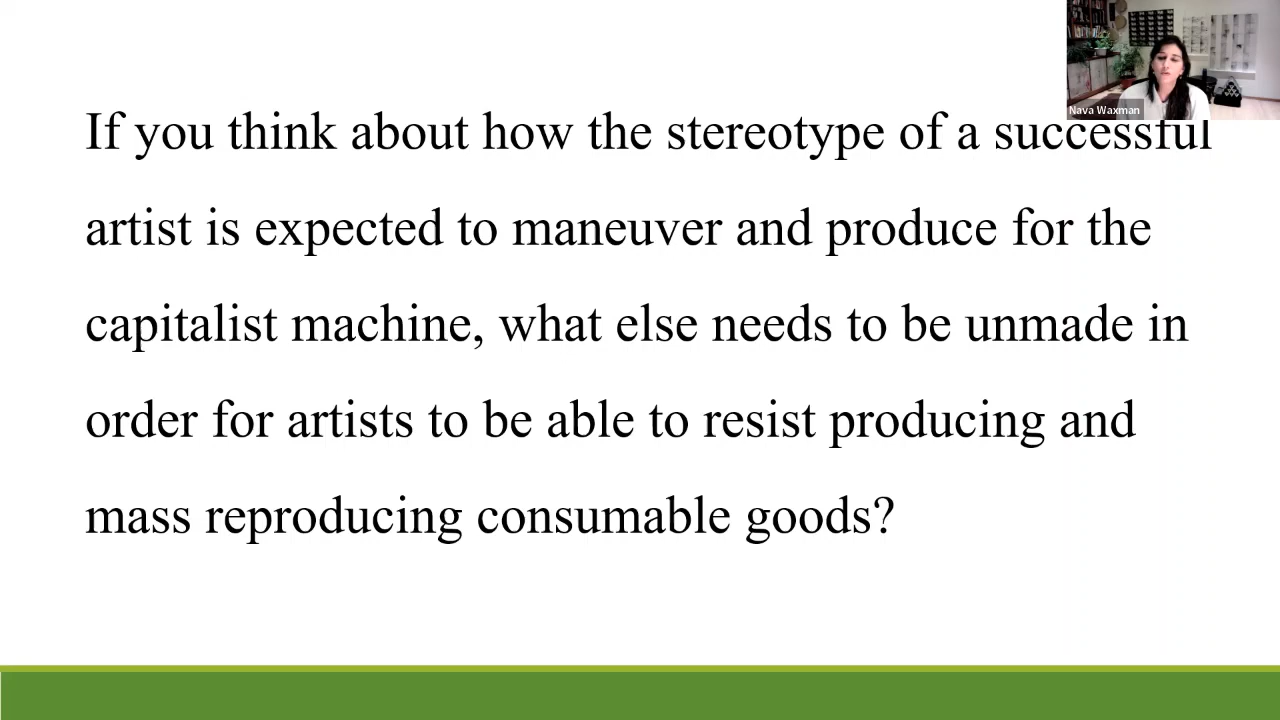 Nava Waxman
If you think about how the stereotype of a successful
artist is expected to maneuver and produce for the
capitalist machine, what else needs to be unmade in
order for artists to be able to resist producing and
mass reproducing consumable goods?